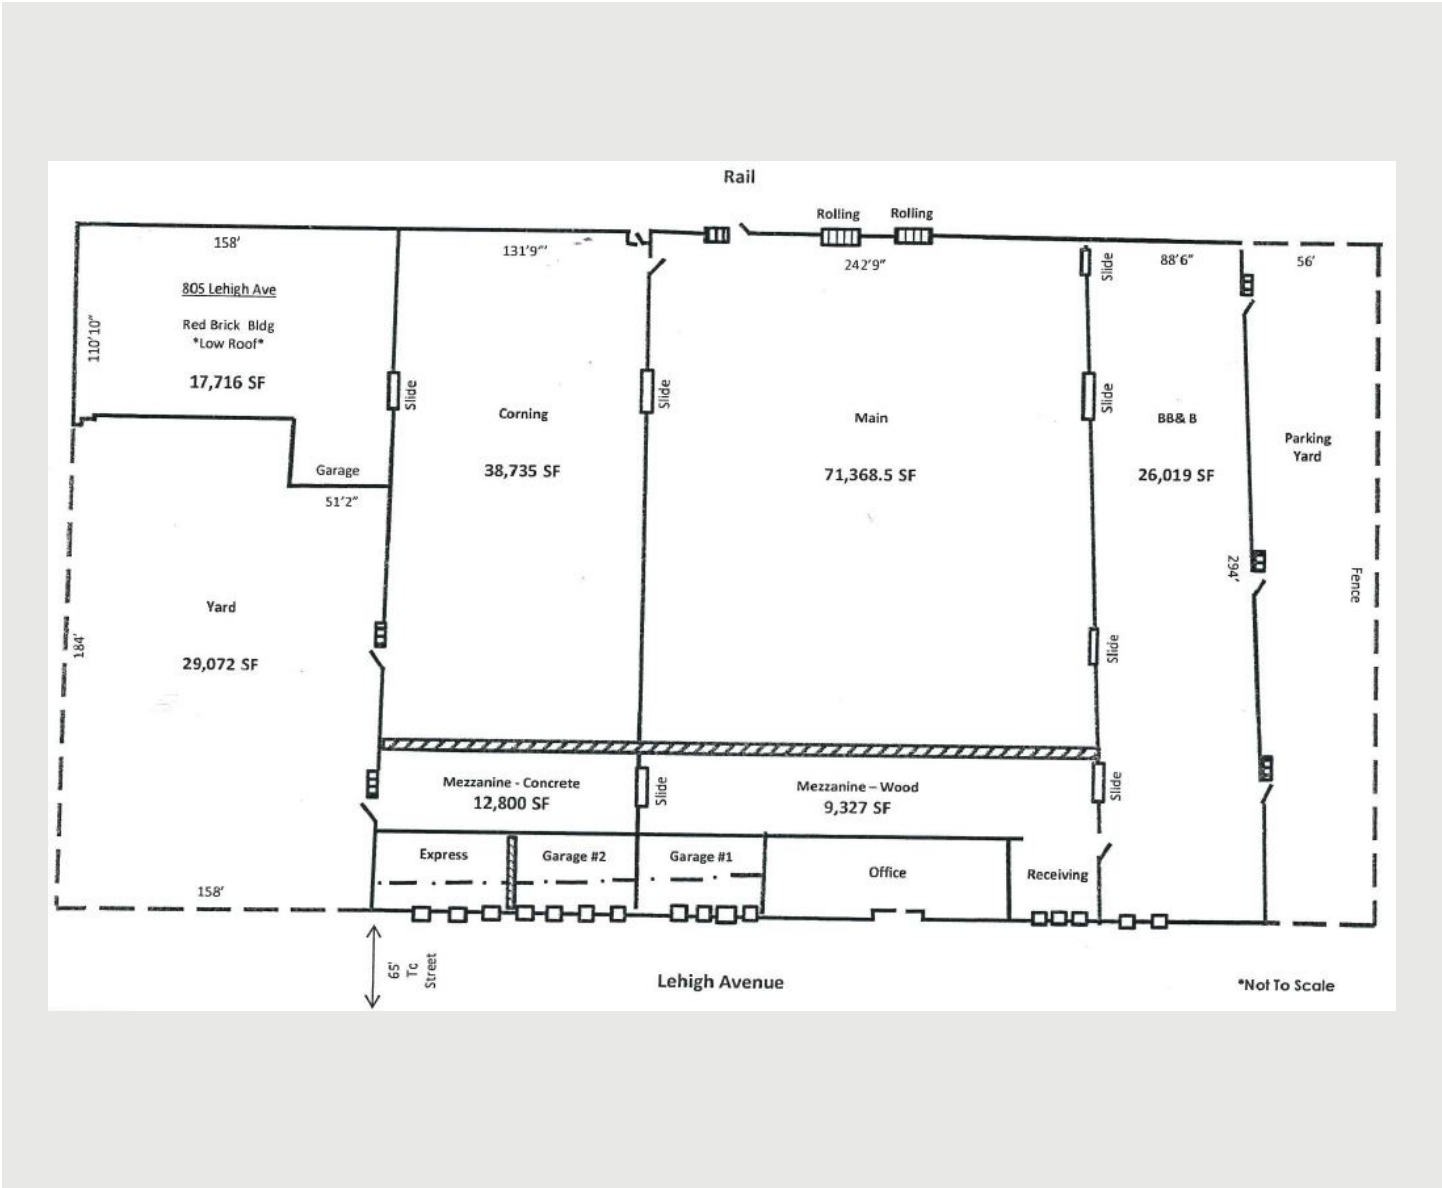 Rail
Rolling
Rolling
158'
131'9"'
242'9"
88'6"
56'
Slide
805 Lehigh Ave
Red Brick Bldg
*Low Roof*
17,716 SF
110'10"
Slide
Corning
38,735 SF
Slide
Main
71,368.5 SF
Slide
BB& B
26,019 SF
Parking
Yard
Garage
51'2"
294'
Fence
Yard
29,072 SF
184'
Slide
Mezzanine - Concrete
12,800 SF
Slide
Mezzanine – Wood
9,327 SF
Slide
Express
Garage #2
Garage #1
Office
Receiving
158'
65'
Tc
Street
Lehigh Avenue
*Not To Scale